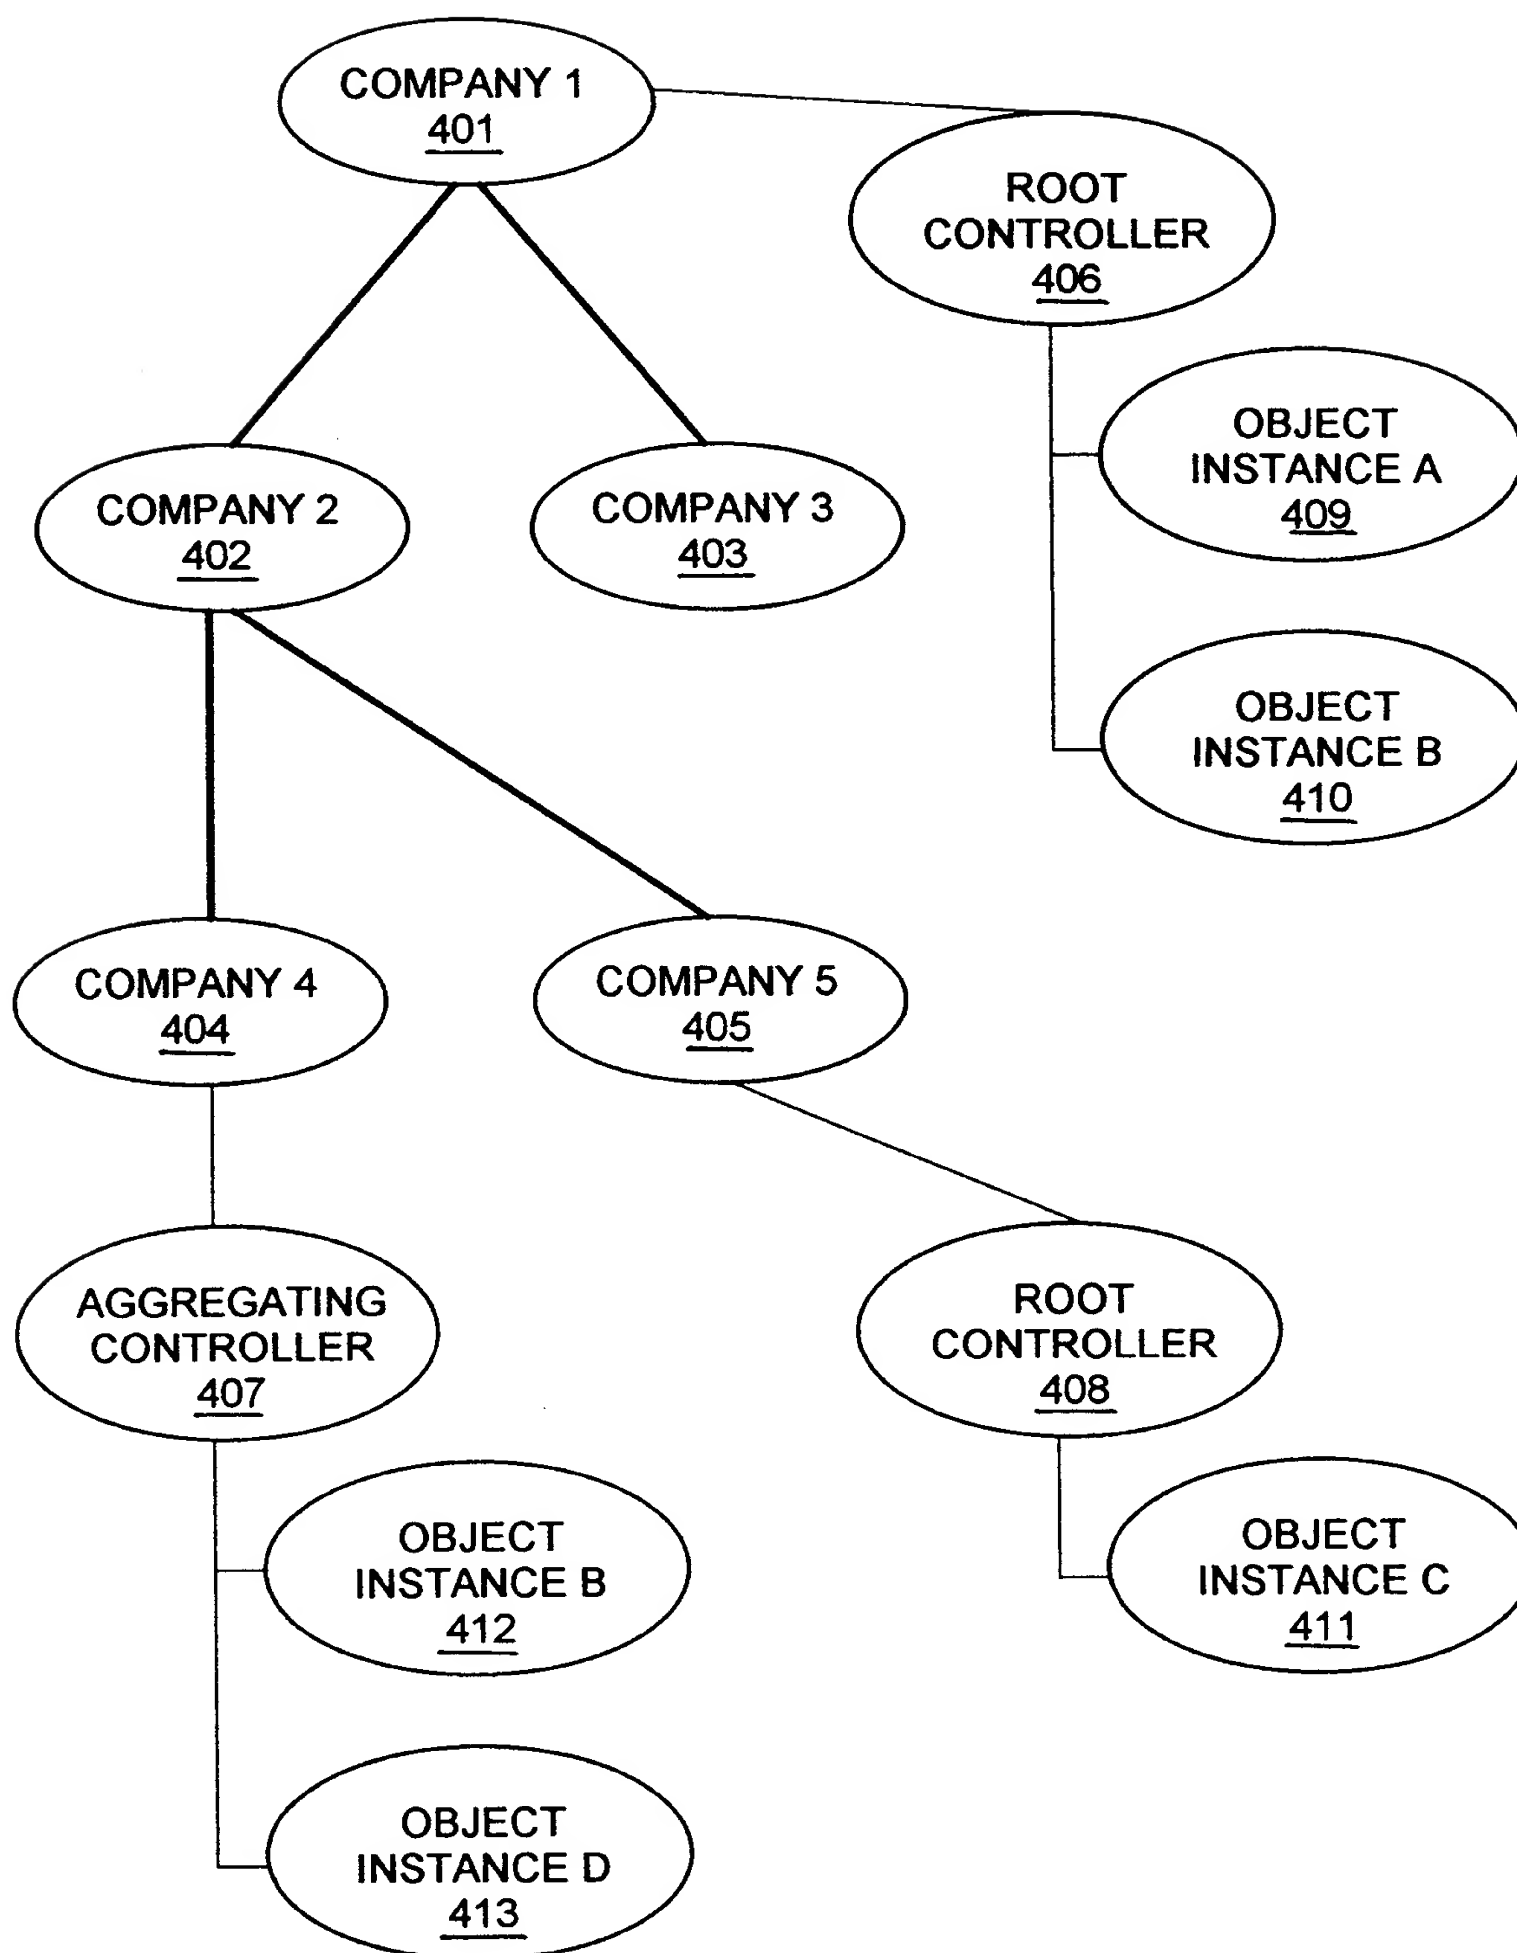 COMPANY 1
401
ROOT
CONTROLLER
406
OBJECT
INSTANCE A
409
COMPANY 2
402
COMPANY 3
403
OBJECT
INSTANCE B
410
COMPANY 4
404
COMPANY 5
405
AGGREGATING
CONTROLLER
407
ROOT
CONTROLLER
408
OBJECT
INSTANCE B
412
OBJECT
INSTANCE C
411
OBJECT
INSTANCE D
413